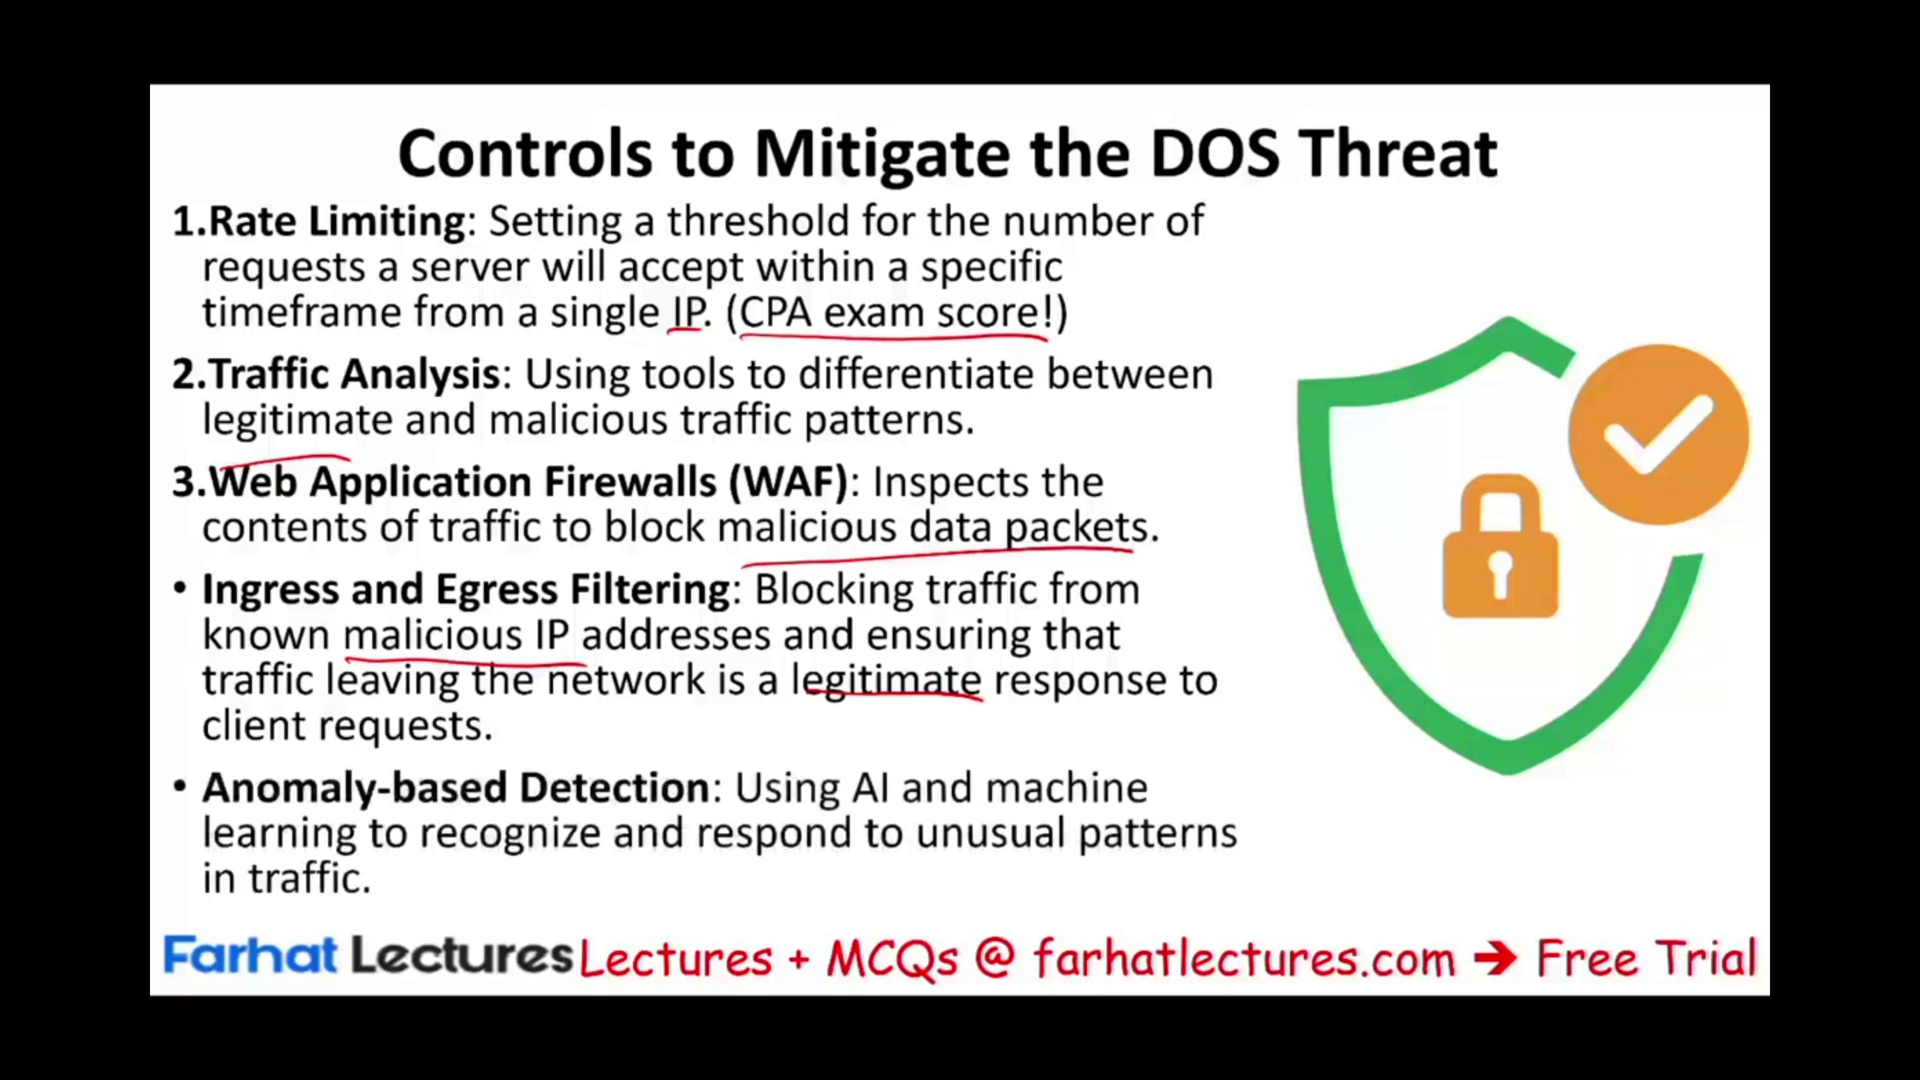 Controls to Mitigate the DOS Threat
1.Rate Limiting: Setting a threshold for the number of
requests a server will accept within a specific
timeframe from a single IP. (CPA exam score!)
2.Traffic Analysis: Using tools to differentiate between
legitimate and malicious traffic patterns.
3.Web Application Firewalls (WAF): Inspects the
contents of traffic to block malicious data packets.
• Ingress and Egress Filtering: Blocking traffic from
known malicious IP addresses and ensuring that
traffic leaving the network is a legitimate response to
client requests.
• Anomaly-based Detection: Using AI and machine
learning to recognize and respond to unusual patterns
in traffic.
Farhat Lectures Lectures + MCQs @ farhatlectures.com ➔ Free Trial